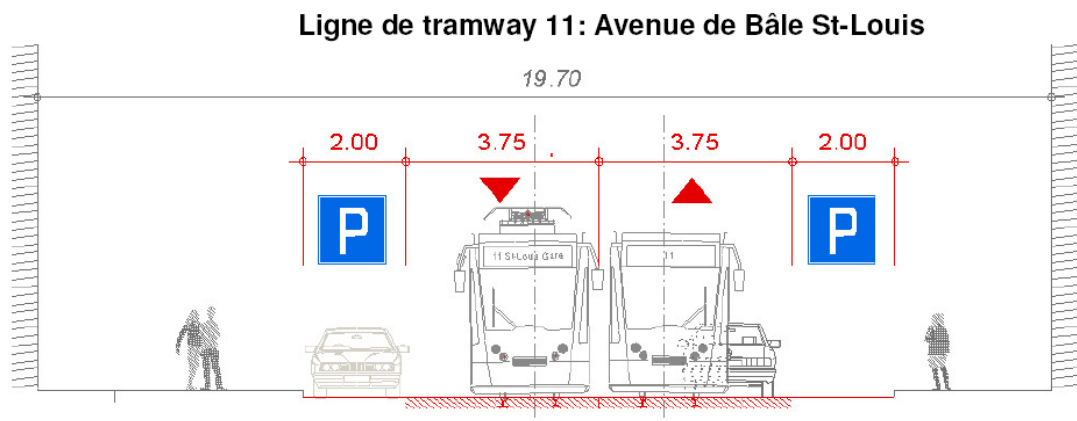 Ligne de tramway 11: Avenue de Bâle St-Louis
19.70
2.00 3.75 3.75 2.00
P P
11 St-Louis Gare 11